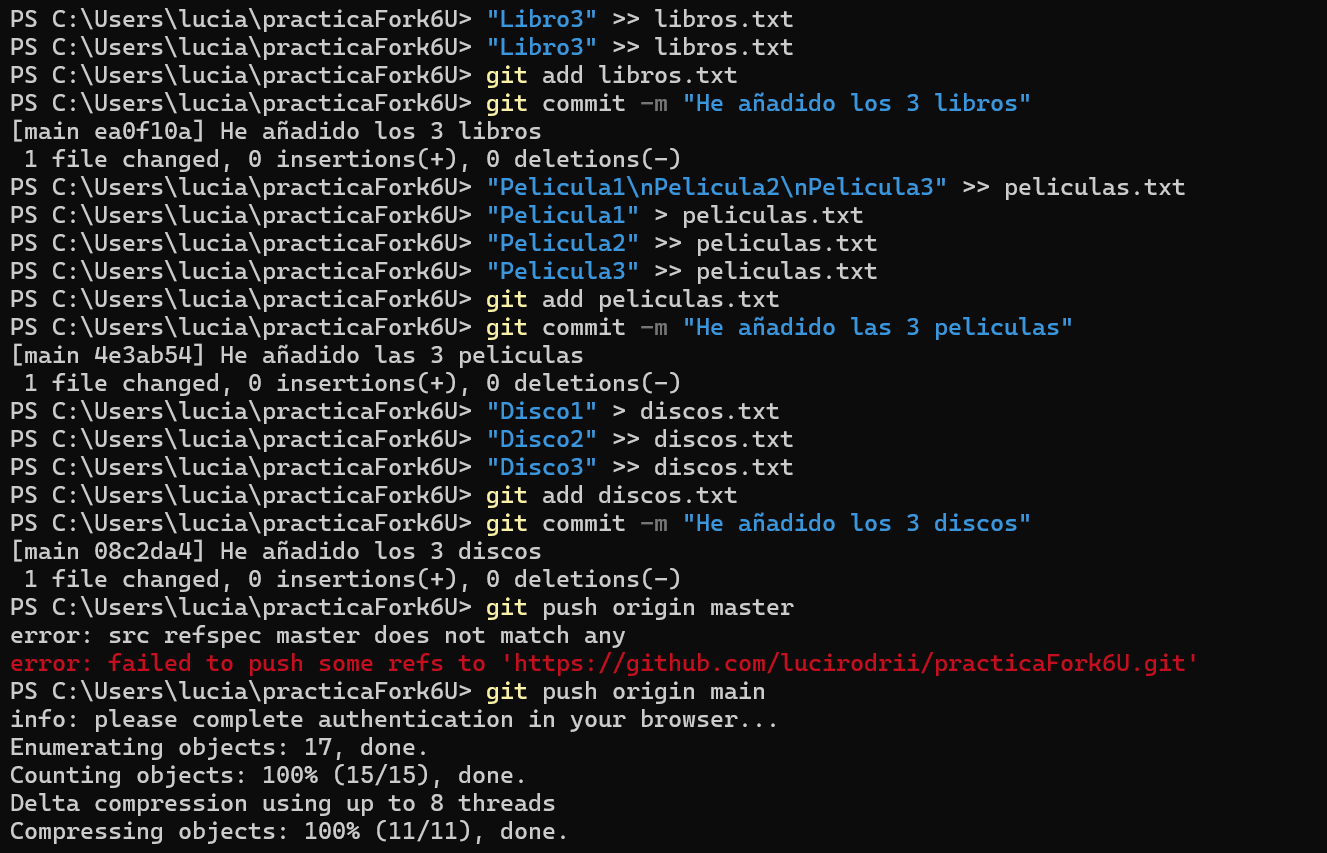 PS C:\Users\lucia\practicaFork6U> "Libro3" >> libros.txt
PS C:\Users\lucia\practicaFork6U> "Libro3" >> libros.txt
PS C:\Users\lucia\practicaFork6U> git add libros.txt
PS C:\Users\lucia\practicaFork6U> git commit -m "He añadido los 3 libros"
[main ea0f10a] He añadido los 3 libros
 1 file changed, 0 insertions(+), 0 deletions(-)
PS C:\Users\lucia\practicaFork6U> "Pelicula1\nPelicula2\nPelicula3" >> peliculas.txt
PS C:\Users\lucia\practicaFork6U> "Pelicula1" > peliculas.txt
PS C:\Users\lucia\practicaFork6U> "Pelicula2" >> peliculas.txt
PS C:\Users\lucia\practicaFork6U> "Pelicula3" >> peliculas.txt
PS C:\Users\lucia\practicaFork6U> git add peliculas.txt
PS C:\Users\lucia\practicaFork6U> git commit -m "He añadido las 3 peliculas"
[main 4e3ab54] He añadido las 3 peliculas
 1 file changed, 0 insertions(+), 0 deletions(-)
PS C:\Users\lucia\practicaFork6U> "Disco1" > discos.txt
PS C:\Users\lucia\practicaFork6U> "Disco2" >> discos.txt
PS C:\Users\lucia\practicaFork6U> "Disco3" >> discos.txt
PS C:\Users\lucia\practicaFork6U> git add discos.txt
PS C:\Users\lucia\practicaFork6U> git commit -m "He añadido los 3 discos"
[main 08c2da4] He añadido los 3 discos
 1 file changed, 0 insertions(+), 0 deletions(-)
PS C:\Users\lucia\practicaFork6U> git push origin master
error: src refspec master does not match any
error: failed to push some refs to 'https://github.com/lucirodrii/practicaFork6U.git'
PS C:\Users\lucia\practicaFork6U> git push origin main
info: please complete authentication in your browser...
Enumerating objects: 17, done.
Counting objects: 100% (15/15), done.
Delta compression using up to 8 threads
Compressing objects: 100% (11/11), done.